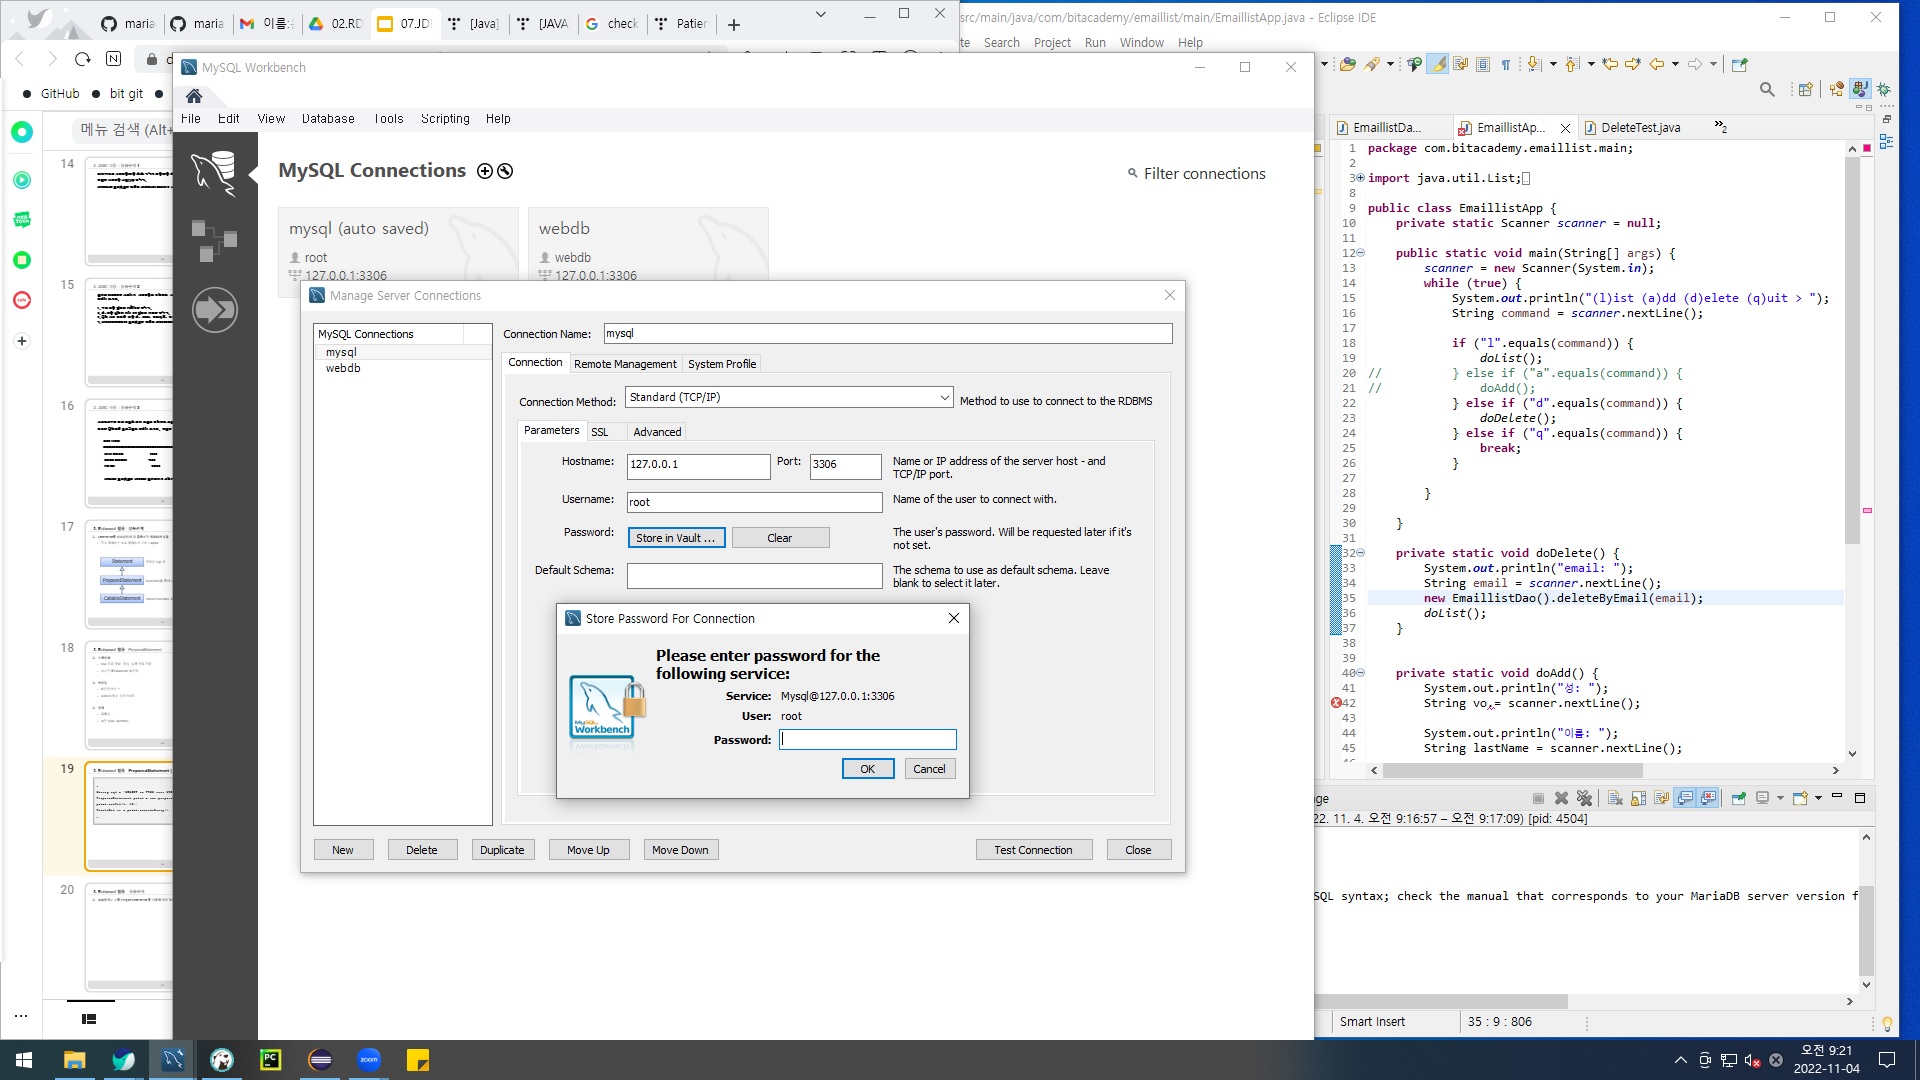 maria
maria
이름:
02.RD
07.JDI
[Java]
[JAVA
check
Patier
src/main/java/com/bitacademy/emaillist/main/EmaillistApp.java - Eclipse IDE
Search Project Run Window Help
GitHub
bit git
메뉴 검색 (Alt+
14
15
16
17
18
19
20
Statement
PreparedStatement
CallableStatement
MySQL Workbench
File Edit View Database Tools Scripting Help
MySQL Connections
Filter connections
mysql (auto saved)
root
127.0.0.1:3306
webdb
webdb
127.0.0.1:3306
Manage Server Connections
MySQL Connections
mysql
webdb
Connection Name: mysql
Connection Remote Management System Profile
Connection Method: Standard (TCP/IP) Method to use to connect to the RDBMS
Parameters SSL Advanced
Hostname: 127.0.0.1 Port: 3306 Name or IP address of the server host - and
TCP/IP port.
Username: root Name of the user to connect with.
Password: Store in Vault ... Clear The user's password. Will be requested later if it's
not set.
Default Schema: The schema to use as default schema. Leave
blank to select it later.
Store Password For Connection
Please enter password for the
following service:
Service: Mysql@127.0.0.1:3306
User: root
Password:
MySQL
Workbench
OK Cancel
New Delete Duplicate Move Up Move Down Test Connection Close
EmaillistDa... EmaillistAp... DeleteTest.java »2
1 package com.bitacademy.emaillist.main;
2
3 import java.util.List;
8
9 public class EmaillistApp {
10 private static Scanner scanner = null;
11
12 public static void main(String[] args) {
13 scanner = new Scanner(System.in);
14 while (true) {
15 System.out.println("(l)ist (a)dd (d)elete (q)uit > ");
16 String command = scanner.nextLine();
17
18 if ("l".equals(command)) {
19 doList();
20 // } else if ("a".equals(command)) {
21 // doAdd();
22 } else if ("d".equals(command)) {
23 doDelete();
24 } else if ("q".equals(command)) {
25 break;
26 }
27
28 }
29
30 }
31
32 private static void doDelete() {
33 System.out.println("email: ");
34 String email = scanner.nextLine();
35 new EmaillistDao().deleteByEmail(email);
36 doList();
37 }
38
39
40 private static void doAdd() {
41 System.out.println("성: ");
42 String vo,= scanner.nextLine();
43
44 System.out.println("이름: ");
45 String lastName = scanner.nextLine();
22. 11. 4. 오전 9:16:57 – 오전 9:17:09) [pid: 4504]
SQL syntax; check the manual that corresponds to your MariaDB server version f
Smart Insert
35 : 9 : 806
PC
zoom
오전 9:21
2022-11-04